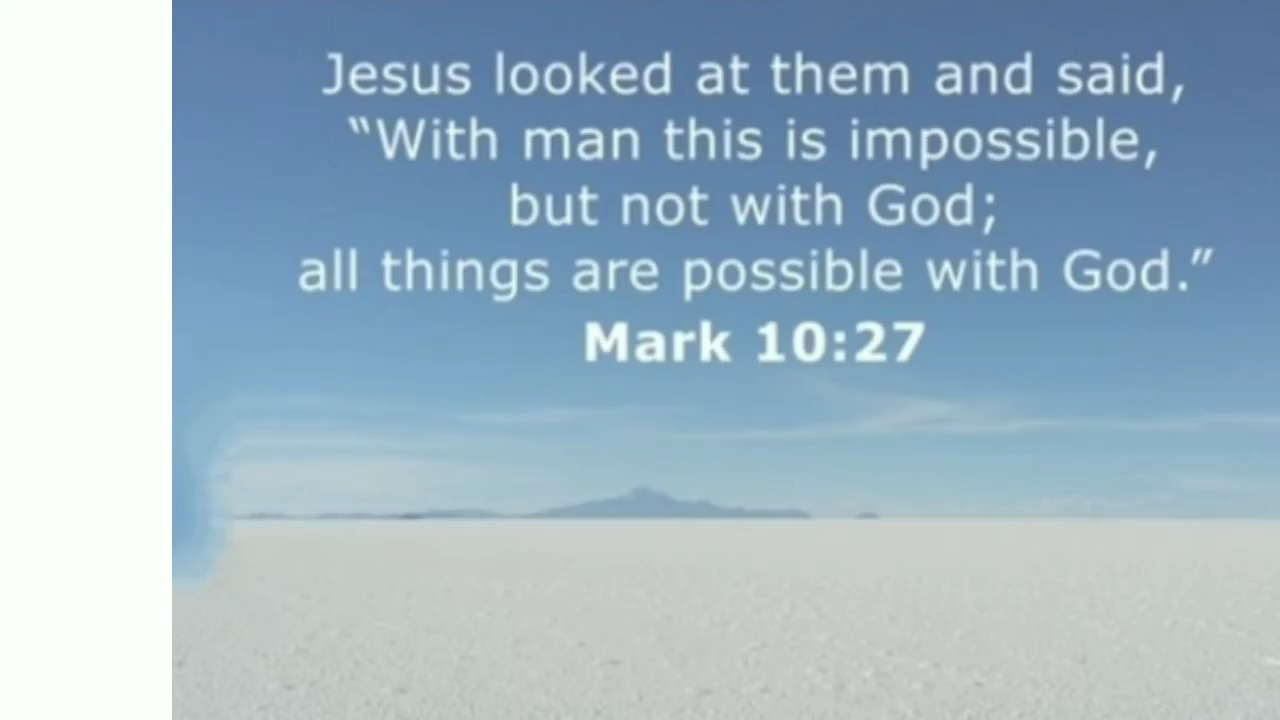 Jesus looked at them and said,
“With man this is impossible,
but not with God;
all things are possible with God.”
Mark 10:27